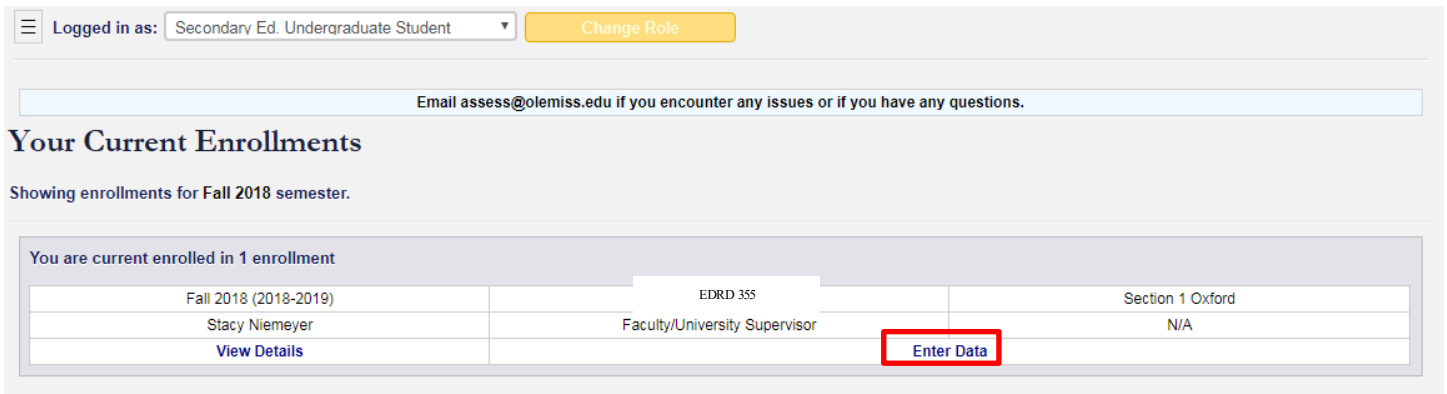 Logged in as: Secondary Ed. Undergraduate Student Change Role
Email assess@olemiss.edu if you encounter any issues or if you have any questions.
Your Current Enrollments
Showing enrollments for Fall 2018 semester.
You are current enrolled in 1 enrollment
Fall 2018 (2018-2019) EDRD 355 Section 1 Oxford
Stacy Niemeyer Faculty/University Supervisor N/A
View Details Enter Data